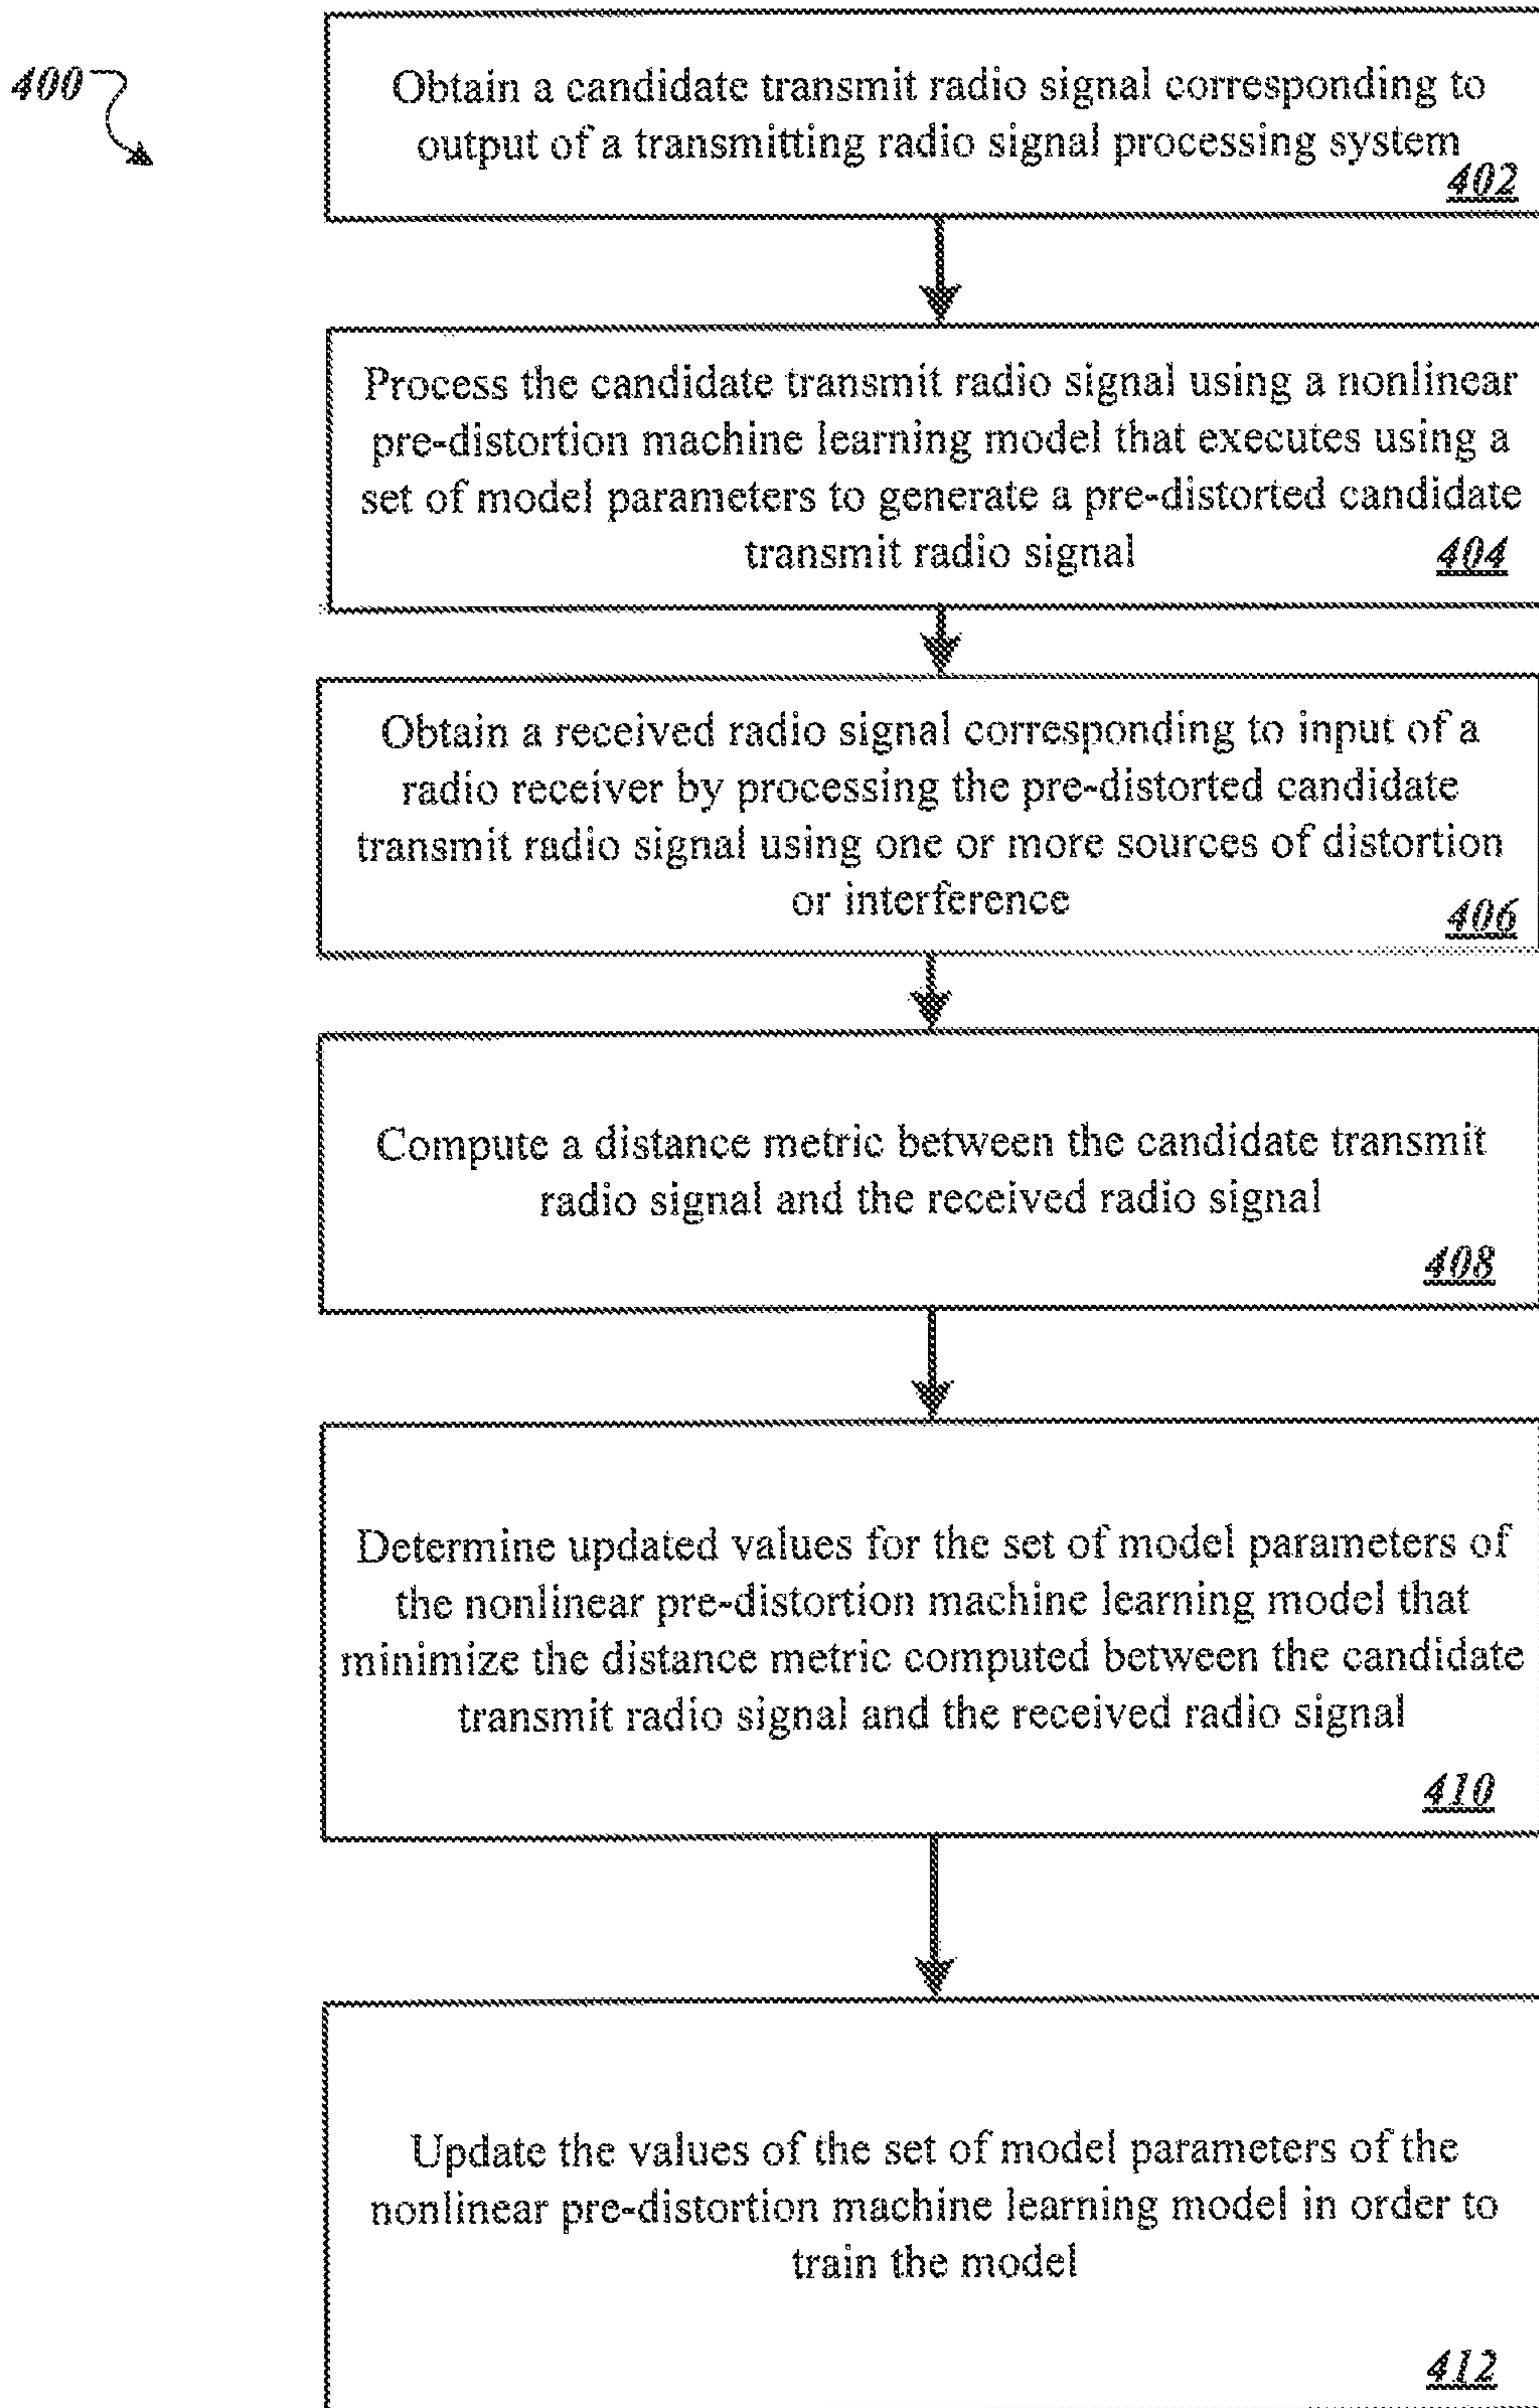 400
Obtain a candidate transmit radio signal corresponding to
output of a transmitting radio signal processing system
402
Process the candidate transmit radio signal using a nonlinear
pre-distortion machine learning model that executes using a
set of model parameters to generate a pre-distorted candidate
transmit radio signal 404
Obtain a received radio signal corresponding to input of a
radio receiver by processing the pre-distorted candidate
transmit radio signal using one or more sources of distortion
or interference 406
Compute a distance metric between the candidate transmit
radio signal and the received radio signal
408
Determine updated values for the set of model parameters of
the nonlinear pre-distortion machine learning model that
minimize the distance metric computed between the candidate
transmit radio signal and the received radio signal
410
Update the values of the set of model parameters of the
nonlinear pre-distortion machine learning model in order to
train the model
412